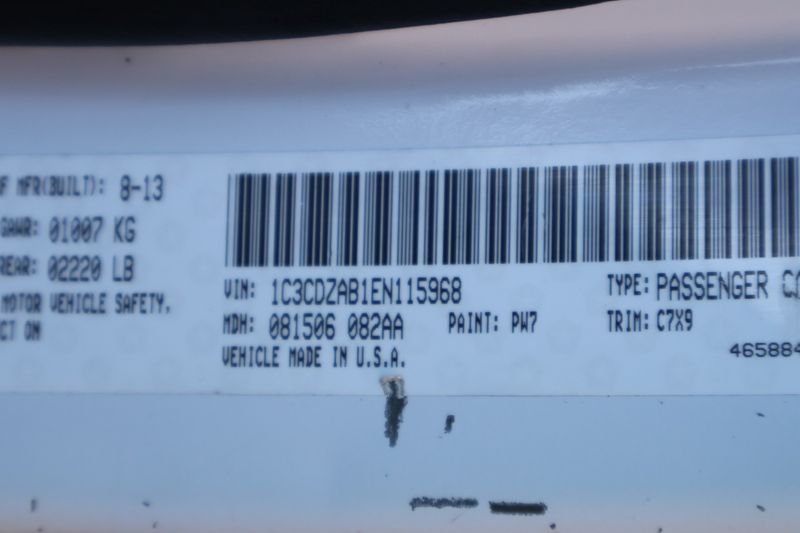 F MFR(BUILT): 8-13
GAWR: 01007 KG
REAR: 02220 LB
MOTOR VEHICLE SAFETY,
CT ON
VIN: 1C3CDZAB1EN115968
TYPE: PASSENGER
MDH: 081506 082AA
PAINT: PW7
TRIM: C7X9
VEHICLE MADE IN U.S.A.
465884